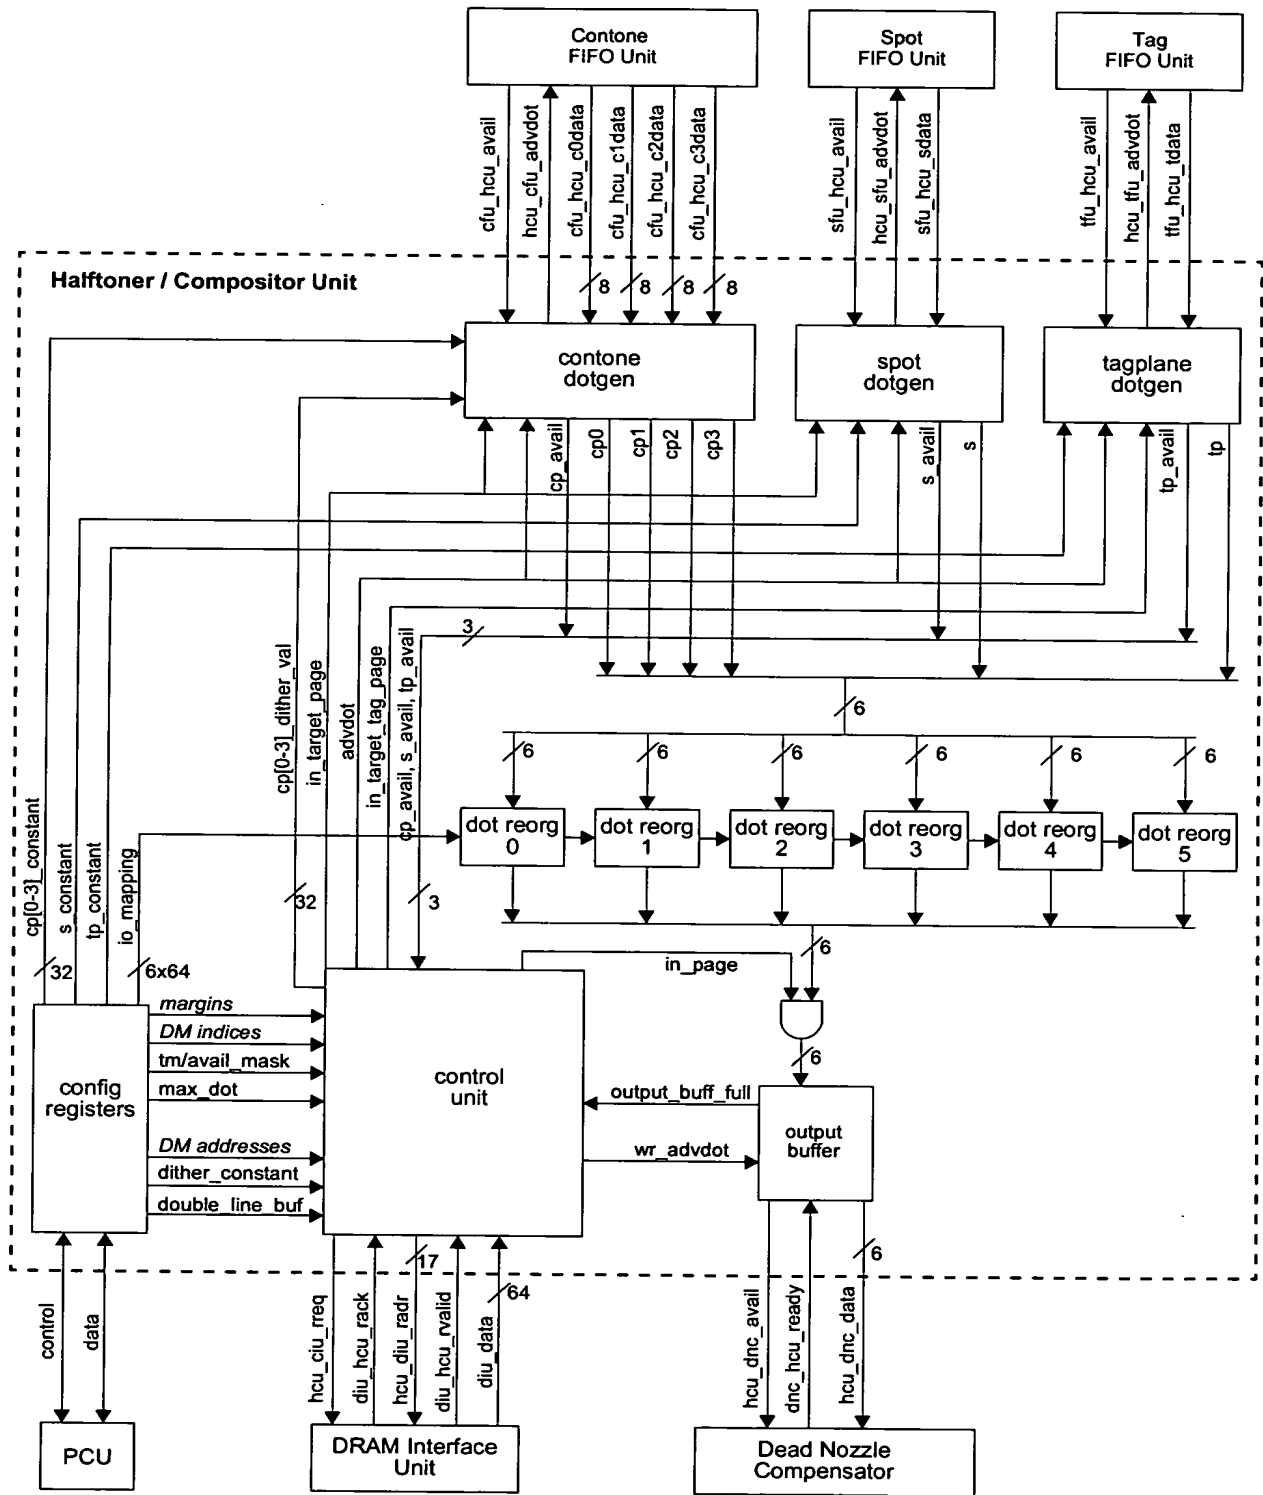 Contone
FIFO Unit
Spot
FIFO Unit
Tag
FIFO Unit
cfu_hcu_avail
hcu_cfu_advdot
cfu_hcu_c0data
cfu_hcu_c1data
cfu_hcu_c2data
cfu_hcu_c3data
sfu_hcu_avail
hcu_sfu_advdot
sfu_hcu_sdata
tfu_hcu_avail
hcu_tfu_advdot
tfu_hcu_tdata
Halftoner / Compositor Unit
8
8
8
8
contone
dotgen
spot
dotgen
tagplane
dotgen
cp_avail
cp0
cp1
cp2
cp3
s_avail
s
tp_avail
tp
3
cp[0-3]_dither_val
in_target_page
advdot
in_target_tag_page
cp_avail, s_avail, tp_avail
6
6
6
6
6
6
6
dot reorg
0
dot reorg
1
dot reorg
2
dot reorg
3
dot reorg
4
dot reorg
5
cp[0-3]_constant
s_constant
tp_constant
io_mapping
32
3
32
6x64
in_page
6
6
config
registers
margins
DM indices
tm/avail_mask
max_dot
DM addresses
dither_constant
double_line_buf
control
unit
output_buff_full
wr_advdot
output
buffer
17
64
6
control
data
hcu_ciu_rreq
diu_hcu_rack
hcu_diu_radr
diu_hcu_rvalid
diu_data
hcu_dnc_avail
dnc_hcu_ready
hcu_dnc_data
PCU
DRAM Interface
Unit
Dead Nozzle
Compensator